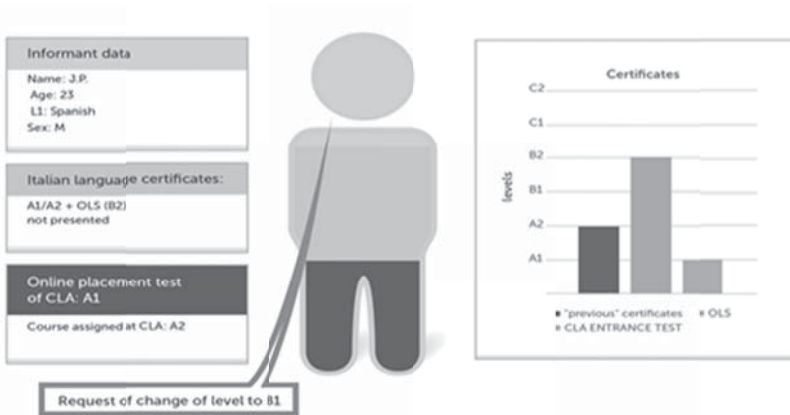 Informant data
Name: J.P.
Age: 23
L1: Spanish
Sex: M
Italian language certificates:
A1/A2 + OLS (B2)
not presented
Online placement test
of CLA: A1
Course assigned at CLA: A2
Request of change of level to B1
Certificates
levels
C2
C1
B2
B1
A2
A1
"previous" certificates OLS
CLA ENTRANCE TEST